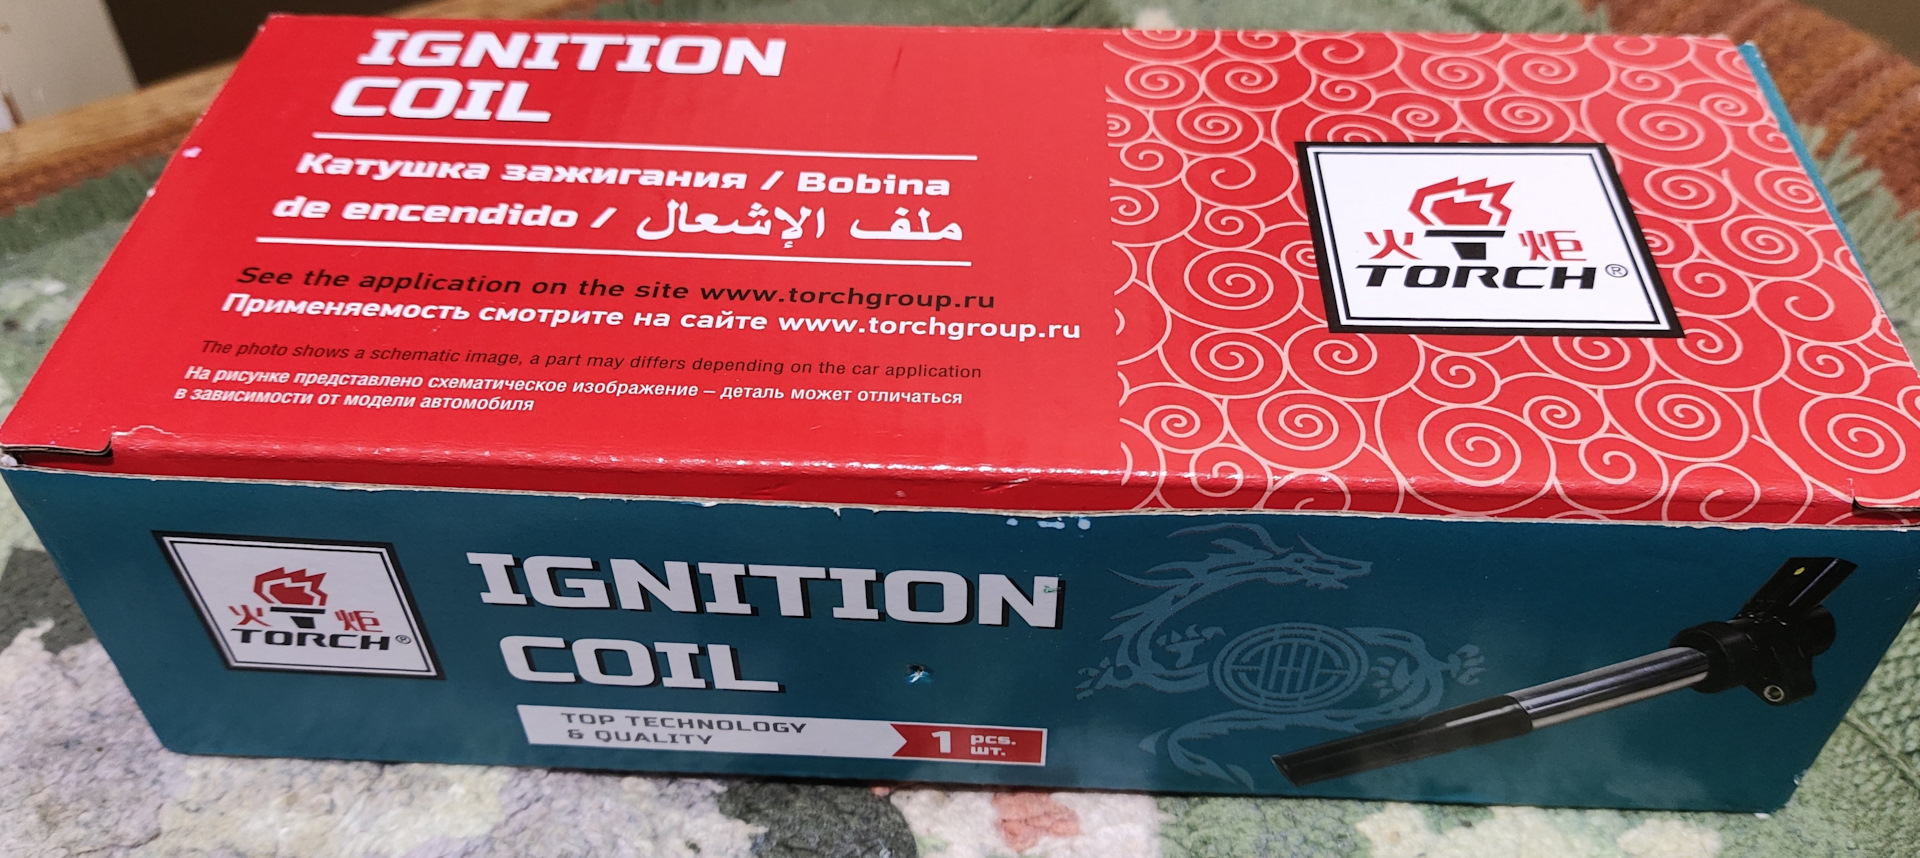 IGNITION
COIL
Катушка зажигания / Bobina
de encendido / ملف الإشعال
See the application on the site www.torchgroup.ru
Применяемость смотрите на сайте www.torchgroup.ru
The photo shows a schematic image, a part may differs depending on the car application
На рисунке представлено схематическое изображение – деталь может отличаться
в зависимости от модели автомобиля
火 炬
TORCH®
火 炬
TORCH®
IGNITION
COIL
TOP TECHNOLOGY
& QUALITY
1 pcs.
шт.